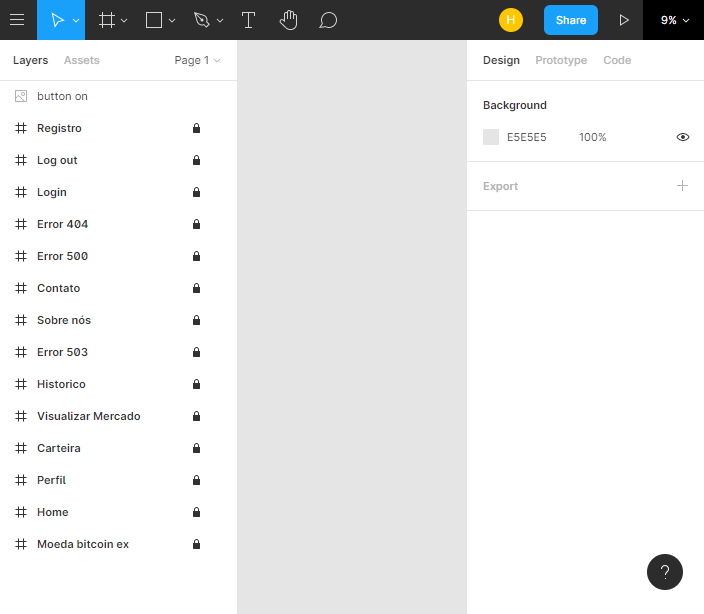 H Share 9%
Layers Assets Page 1
Design Prototype Code
button on
Registro
Log out
Login
Error 404
Error 500
Contato
Sobre nós
Error 503
Historico
Visualizar Mercado
Carteira
Perfil
Home
Moeda bitcoin ex
Background
E5E5E5 100%
Export
?